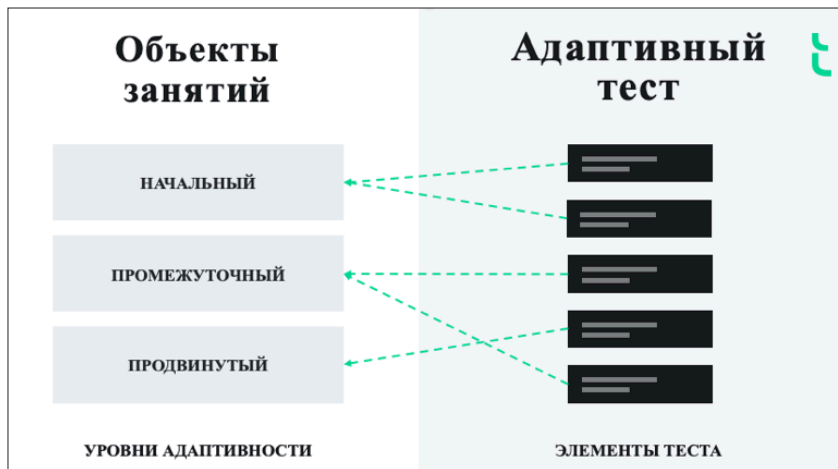 Объекты
занятий
Адаптивный
тест
НАЧАЛЬНЫЙ
ПРОМЕЖУТОЧНЫЙ
ПРОДВИНУТЫЙ
УРОВНИ АДАПТИВНОСТИ
ЭЛЕМЕНТЫ ТЕСТА